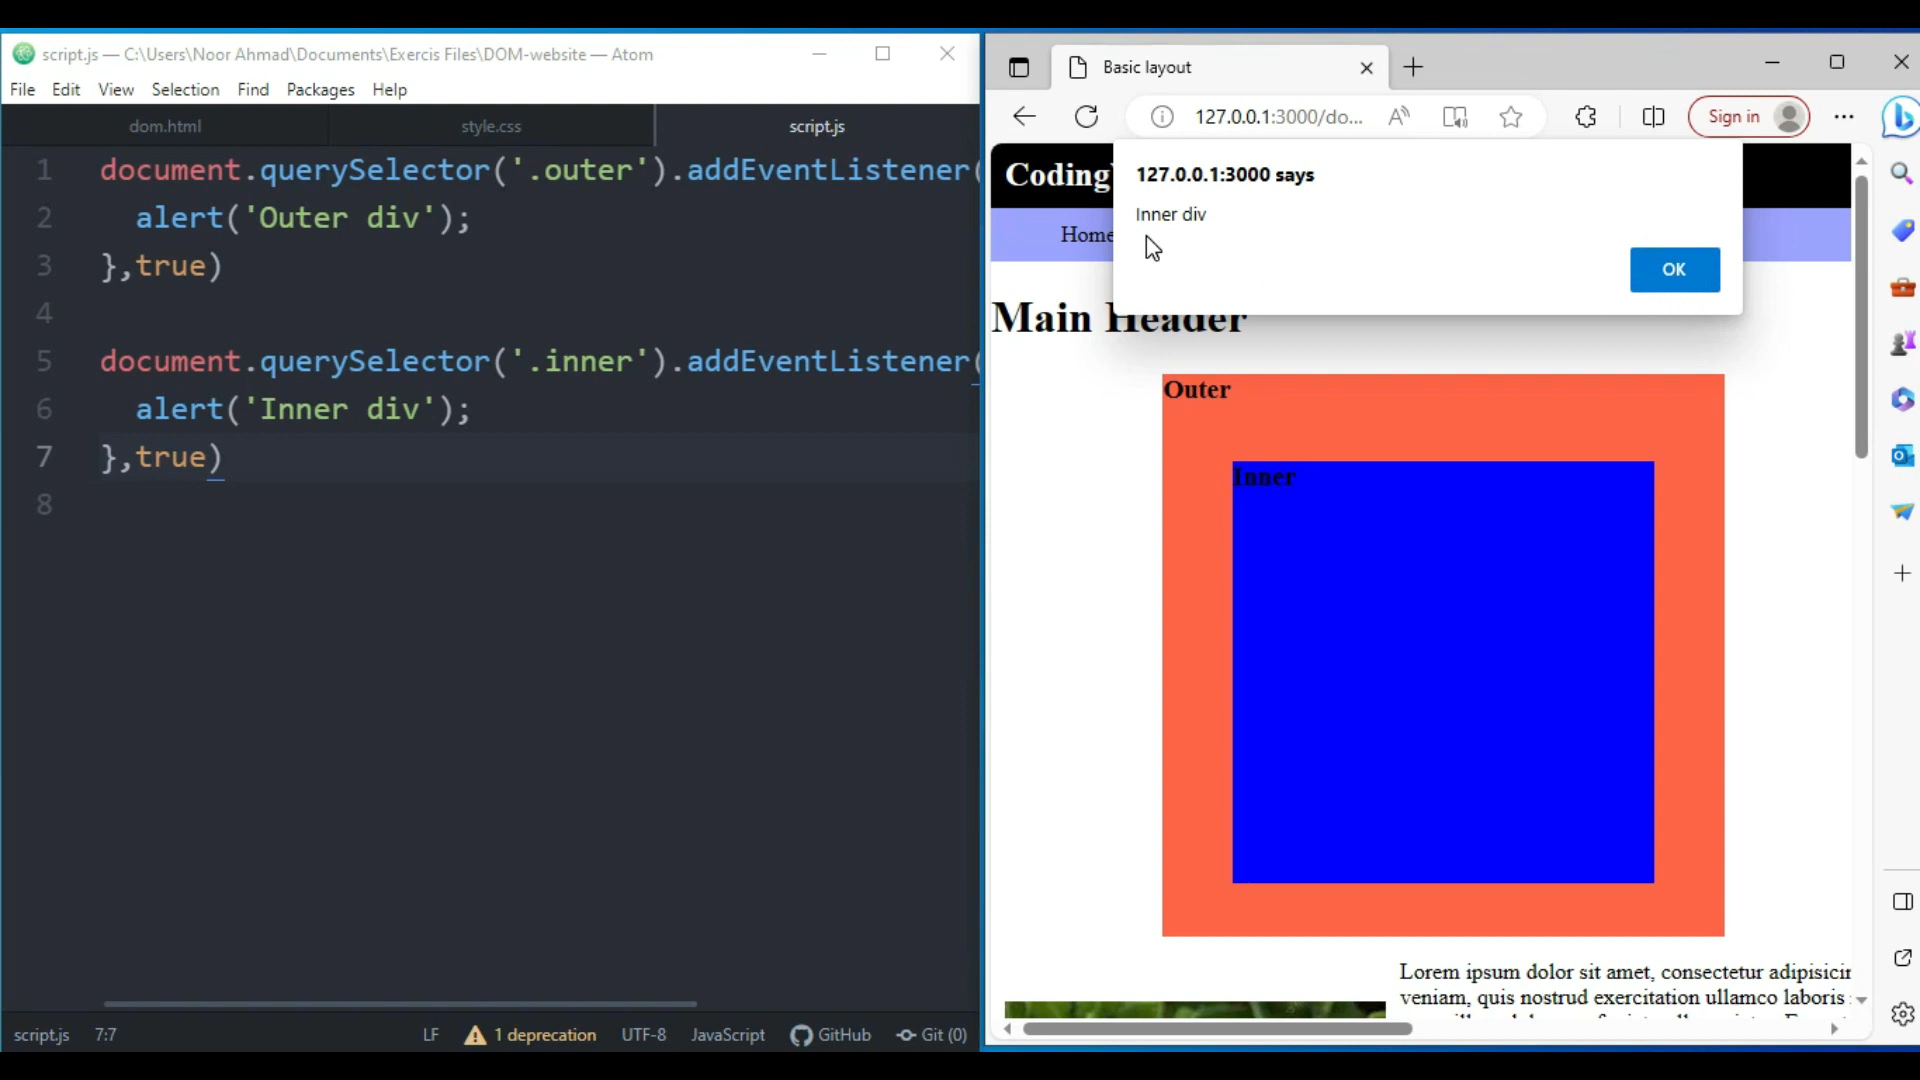 script.js — C:\Users\Noor Ahmad\Documents\Exercis Files\DOM-website — Atom
File Edit View Selection Find Packages Help
dom.html style.css script.js
1 document.querySelector('.outer').addEventListener(
2 alert('Outer div');
3 },true)
4
5 document.querySelector('.inner').addEventListener(
6 alert('Inner div');
7 },true)
8
script.js 7:7 LF 1 deprecation UTF-8 JavaScript GitHub Git (0)
Basic layout
127.0.0.1:3000/do... Sign in
127.0.0.1:3000 says
Inner div
OK
Coding
Home
Main Header
Outer
Inner
Lorem ipsum dolor sit amet, consectetur
veniam, quis nostrud exercitation ullamco laboris